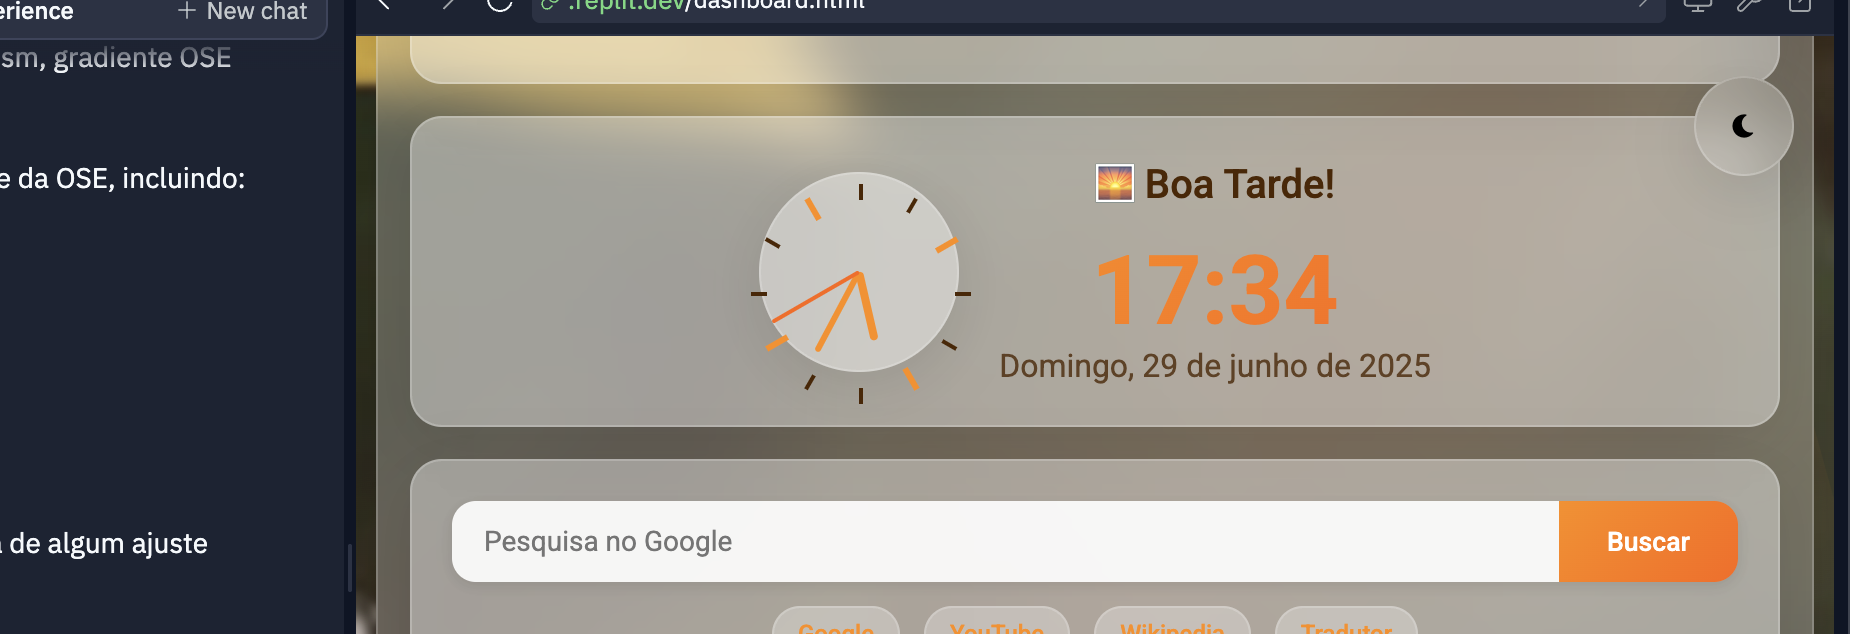 erience
+ New chat
.replit.dev/dashboard.html
sm, gradiente OSE
e da OSE, incluindo:
de algum ajuste
Boa Tarde!
17:34
Domingo, 29 de junho de 2025
Pesquisa no Google
Buscar
Google
YouTube
Wikipedia
Tradutor